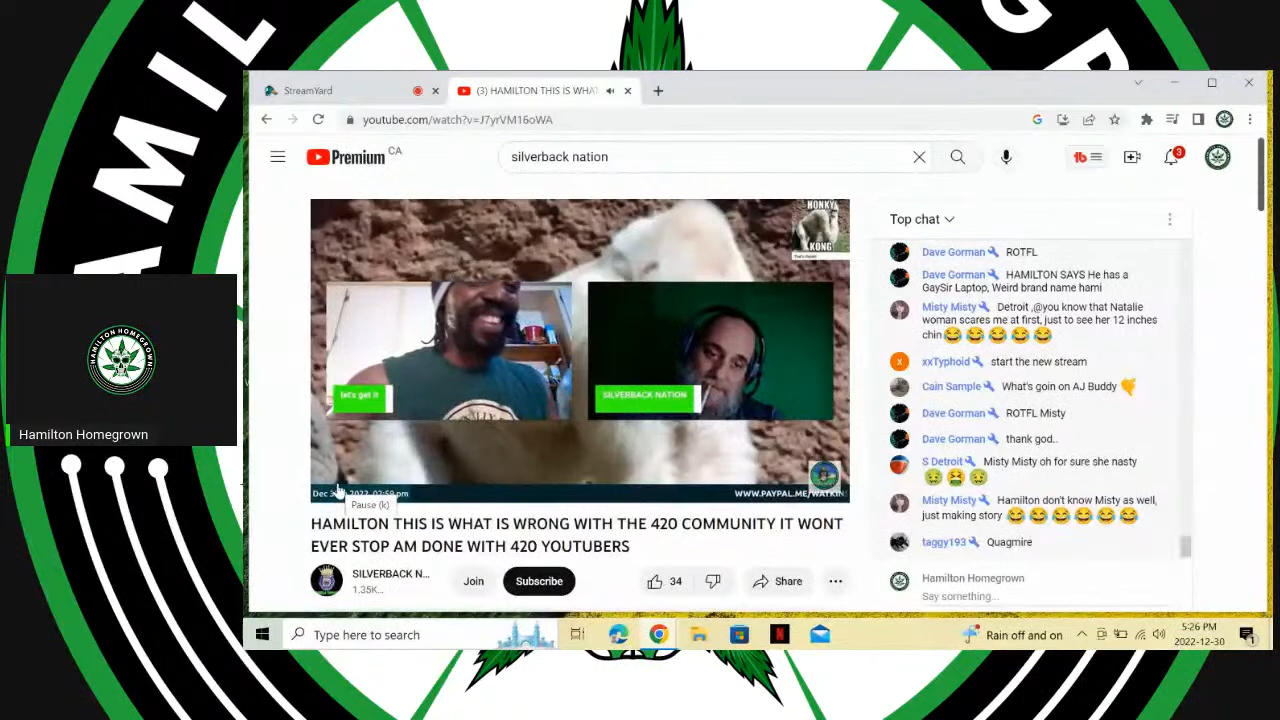 StreamYard
(3) HAMILTON THIS IS WHAT
youtube.com/watch?v=J7yrVM16oWA
Premium CA
silverback nation
3
HONKY
KONG
let's get it
SILVERBACK NATION
WWW.PAYPAL.ME/WATKIN
Pause (k)
HAMILTON THIS IS WHAT IS WRONG WITH THE 420 COMMUNITY IT WONT
EVER STOP AM DONE WITH 420 YOUTUBERS
SILVERBACK N...
1.35K...
Join
Subscribe
34
Share
Top chat
Dave Gorman ROTFL
Dave Gorman HAMILTON SAYS He has a
GaySir Laptop, Weird brand name hami
Misty Misty Detroit ,@you know that Natalie
woman scares me at first, just to see her 12 inches
chin 😂😂😂😂😂
xxTyphoid start the new stream
Cain Sample What's goin on AJ Buddy
Dave Gorman ROTFL Misty
Dave Gorman thank god..
S Detroit Misty Misty oh for sure she nasty
🤢🤮🤢
Misty Misty Hamilton don't know Misty as well,
just making story 😂😂😂😂😂😂
taggy193 Quagmire
Hamilton Homegrown
Say something...
HAMILTON HOMEGROWN
Hamilton Homegrown
Type here to search
Rain off and on
5:26 PM
2022-12-30
1